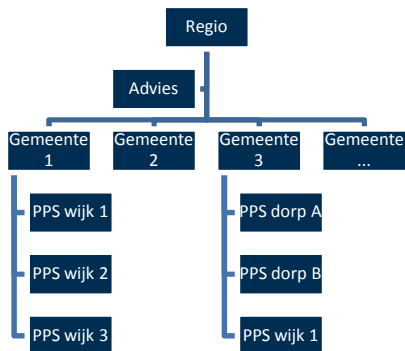 Regio
Advies
Gemeente
1
Gemeente
2
Gemeente
3
Gemeente
...
PPS wijk 1
PPS dorp A
PPS wijk 2
PPS dorp B
PPS wijk 3
PPS wijk 1